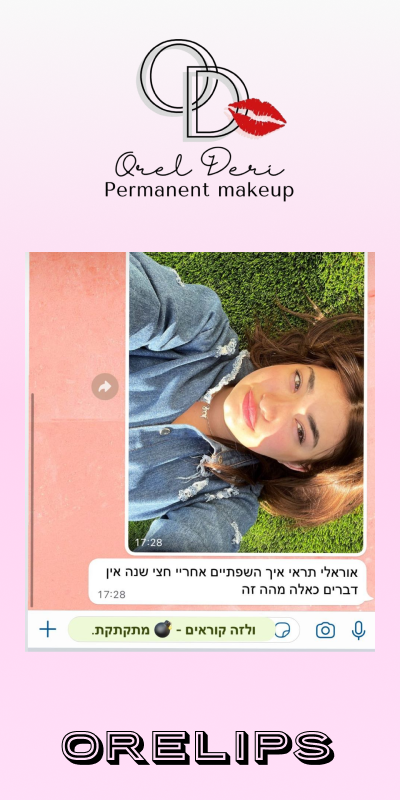 OD
Orel Deri
Permanent makeup
17:28
אוראלי תראי איך השפתיים אחריי חצי שנה אין
דברים כאלה מהה זה
17:28
ולזה קוראים - 💣 מתקתקת.
ORELIPS